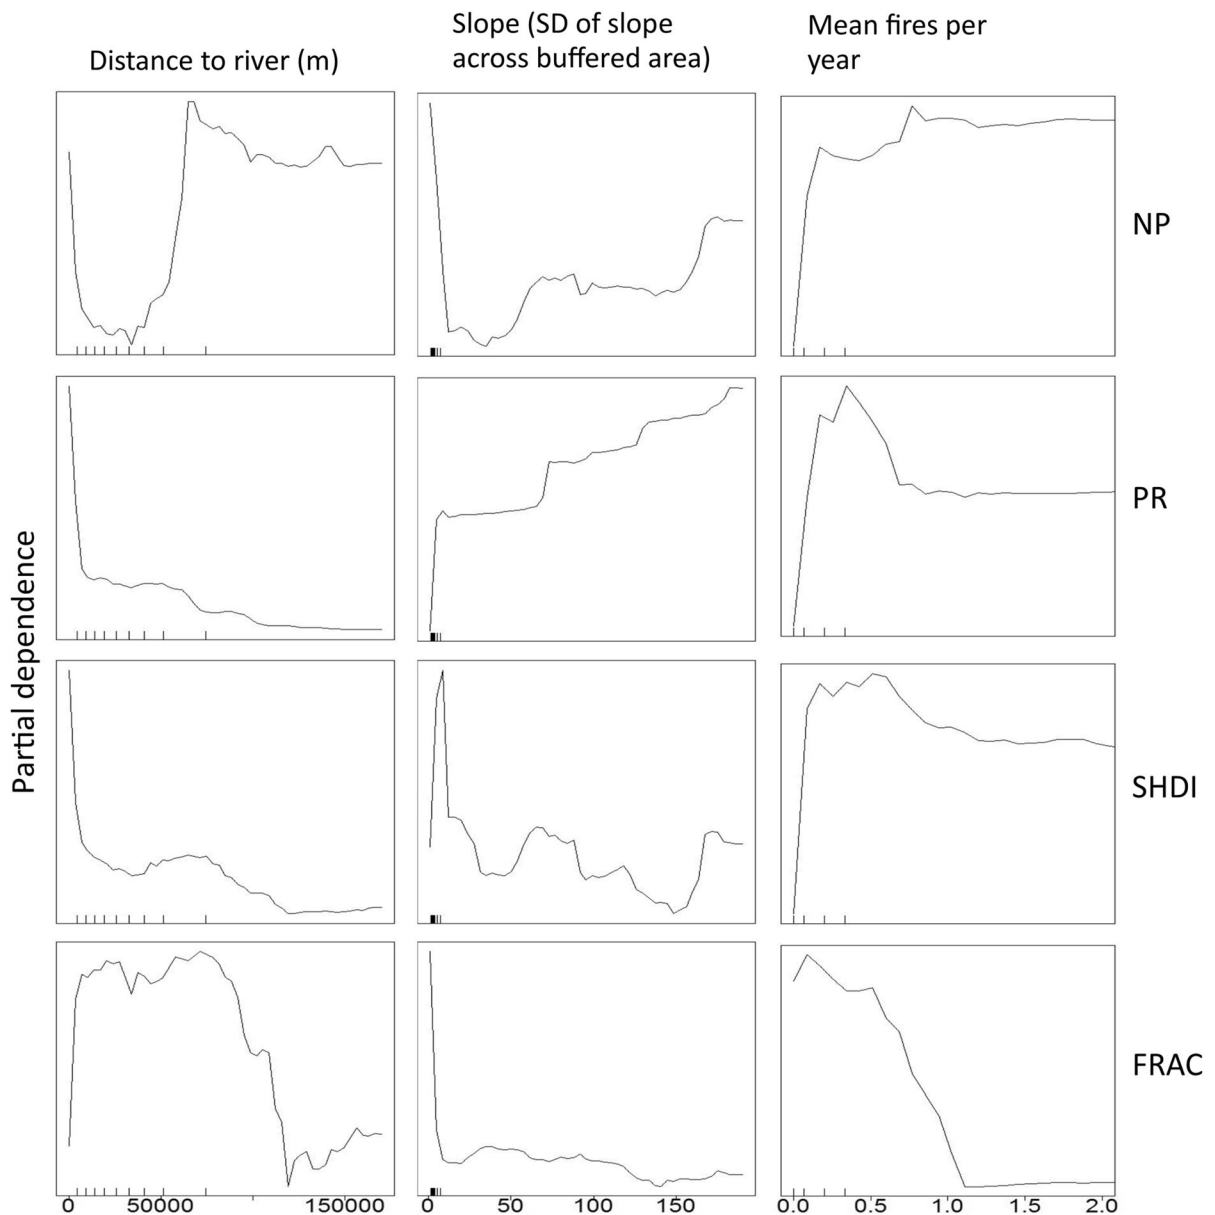 Distance to river (m)
Slope (SD of slope
across buffered area)
Mean fires per
year
NP
PR
Partial dependence
SHDI
FRAC
0 50000 150000
0 50 100 150
0.0 0.5 1.0 1.5 2.0